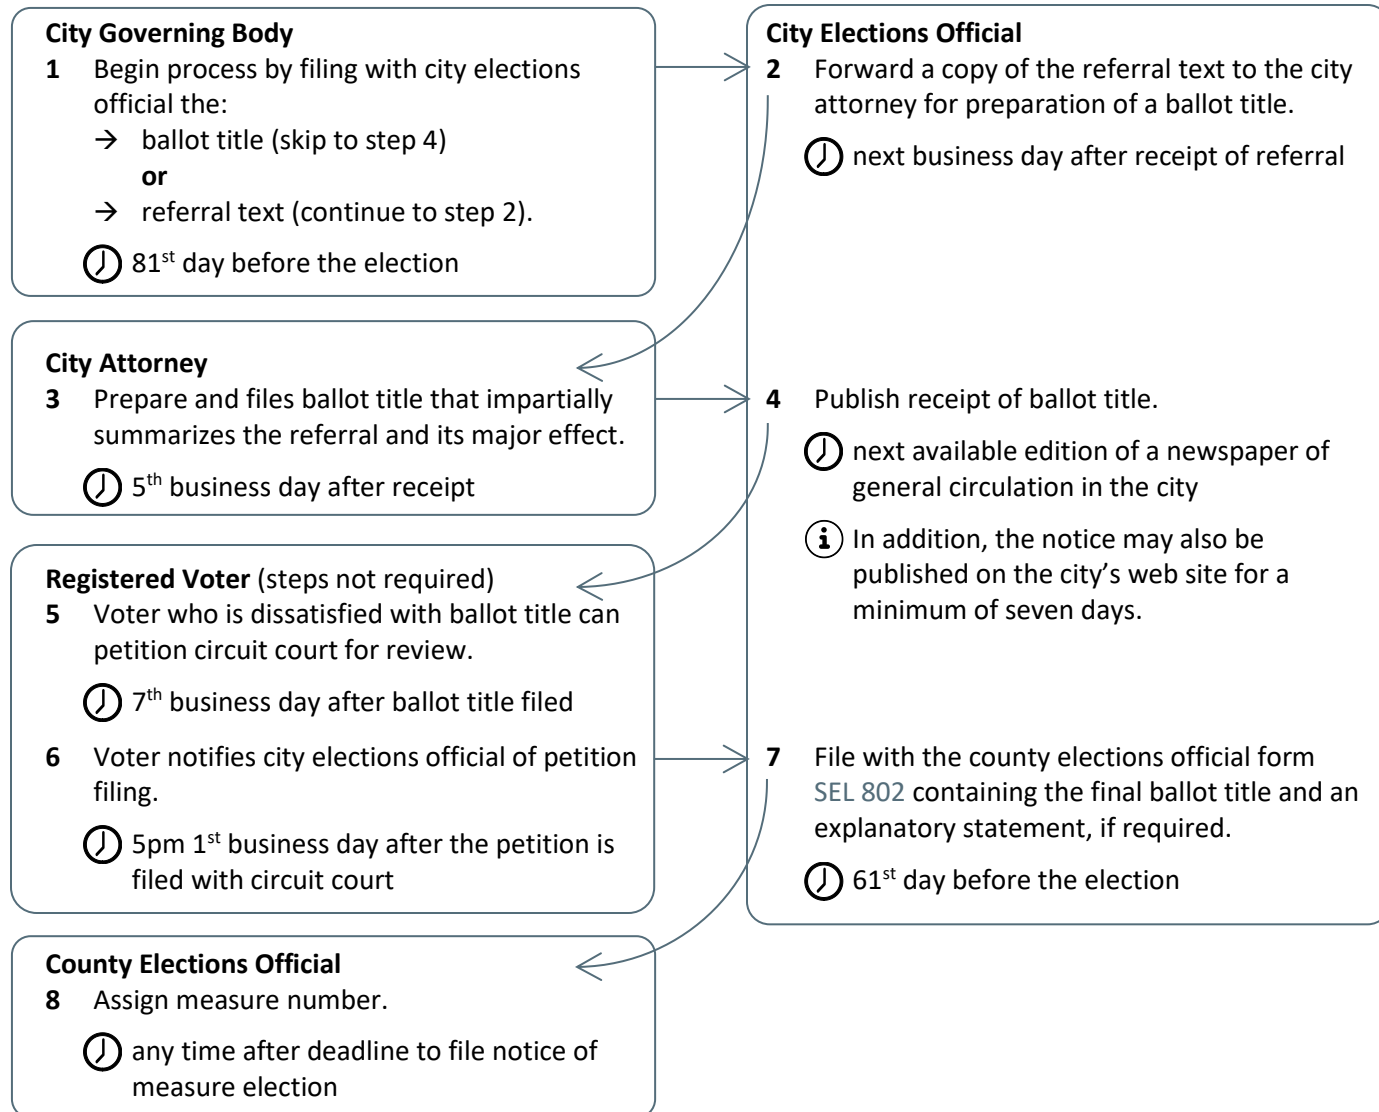 City Governing Body
1 Begin process by filing with city elections
official the:
→ ballot title (skip to step 4)
or
→ referral text (continue to step 2).
81st day before the election
City Elections Official
2 Forward a copy of the referral text to the city
attorney for preparation of a ballot title.
next business day after receipt of referral
City Attorney
3 Prepare and files ballot title that impartially
summarizes the referral and its major effect.
5th business day after receipt
4 Publish receipt of ballot title.
next available edition of a newspaper of
general circulation in the city
In addition, the notice may also be
published on the city’s web site for a
minimum of seven days.
Registered Voter (steps not required)
5 Voter who is dissatisfied with ballot title can
petition circuit court for review.
7th business day after ballot title filed
6 Voter notifies city elections official of petition
filing.
5pm 1st business day after the petition is
filed with circuit court
7 File with the county elections official form
SEL 802 containing the final ballot title and an
explanatory statement, if required.
61st day before the election
County Elections Official
8 Assign measure number.
any time after deadline to file notice of
measure election